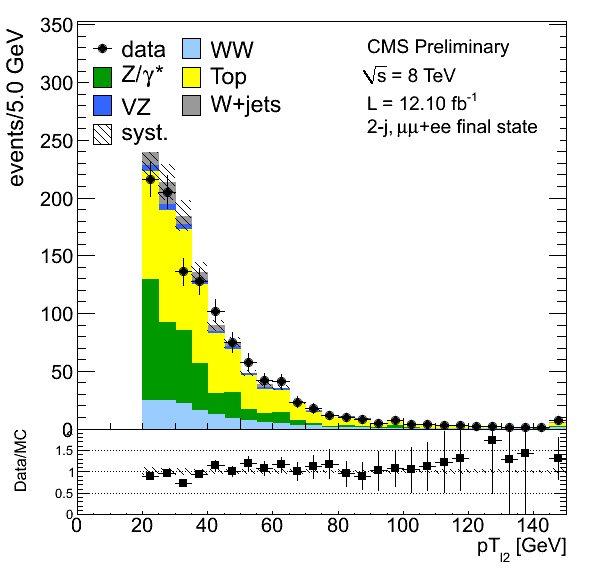 events/5.0 GeV
350
300
250
200
150
100
50
0
data
Z/γ*
VZ
syst.
WW
Top
W+jets
CMS Preliminary
√s = 8 TeV
L = 12.10 fb⁻¹
2-j, μμ+ee final state
Data/MC
1.5
1
0.5
0
0 20 40 60 80 100 120 140
pT_l2 [GeV]